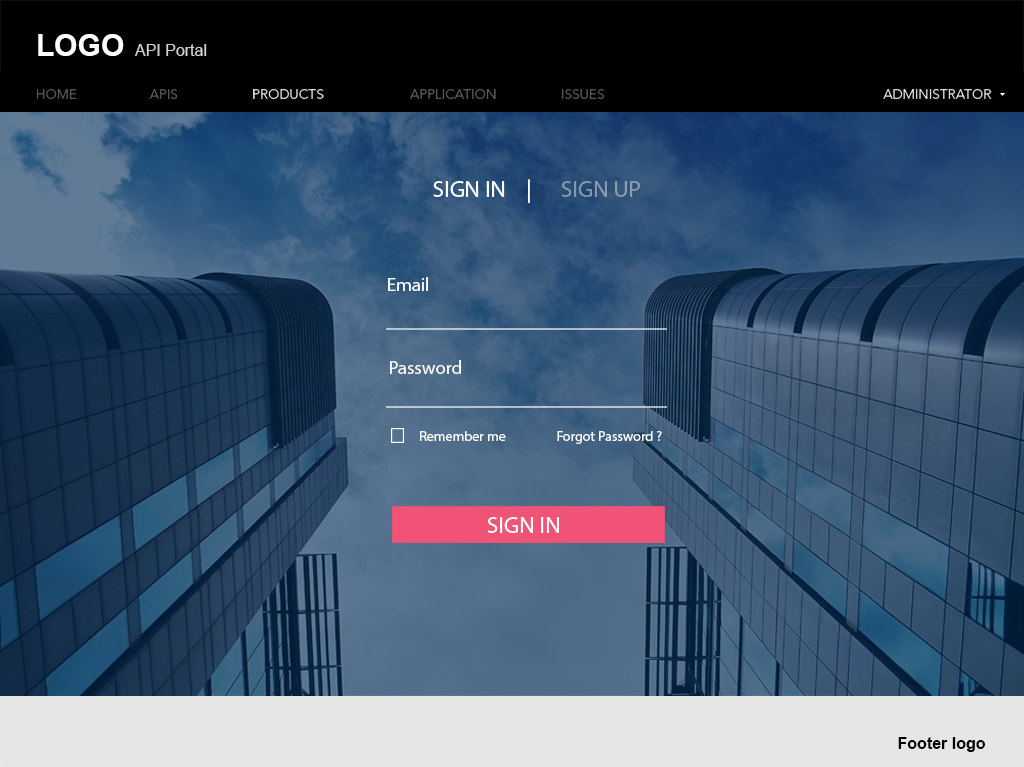 LOGO API Portal
HOME APIS PRODUCTS APPLICATION ISSUES ADMINISTRATOR
SIGN IN | SIGN UP
Email
Password
Remember me Forgot Password ?
SIGN IN
Footer logo